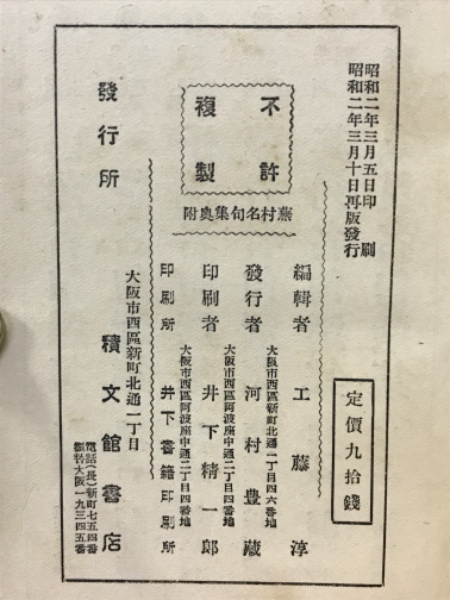 昭和二年三月五日印刷
昭和二年三月十日再版發行
定價九拾錢
不許
複製
蕪村名句集奥附
編輯者 工藤淳
大阪市西區新町北通一丁目四六番地
發行者 河村豊藏
大阪市西區阿波座中通二丁目四番地
印刷者 井下精一郎
大阪市西區阿波座中通二丁目四番地
印刷所 井下書籍印刷所
發行所
大阪市西區新町北通一丁目
積文館書店
電話(長)新町七五四番
振替大阪一九三四五番